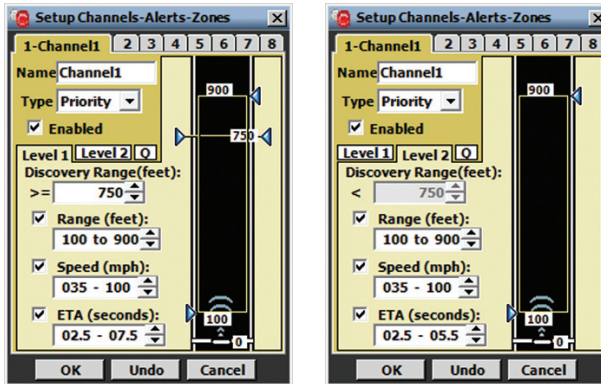 Setup Channels-Alerts-Zones
1-Channel1 2 3 4 5 6 7 8
Name Channel1
Type Priority
Enabled
Level 1 Level 2 Q
Discovery Range(feet):
>= 750
Range (feet):
100 to 900
Speed (mph):
035 - 100
ETA (seconds):
02.5 - 07.5
900
750
100
0
OK Undo Cancel
Setup Channels-Alerts-Zones
1-Channel1 2 3 4 5 6 7 8
Name Channel1
Type Priority
Enabled
Level 1 Level 2 Q
Discovery Range(feet):
< 750
Range (feet):
100 to 900
Speed (mph):
035 - 100
ETA (seconds):
02.5 - 05.5
900
100
0
OK Undo Cancel